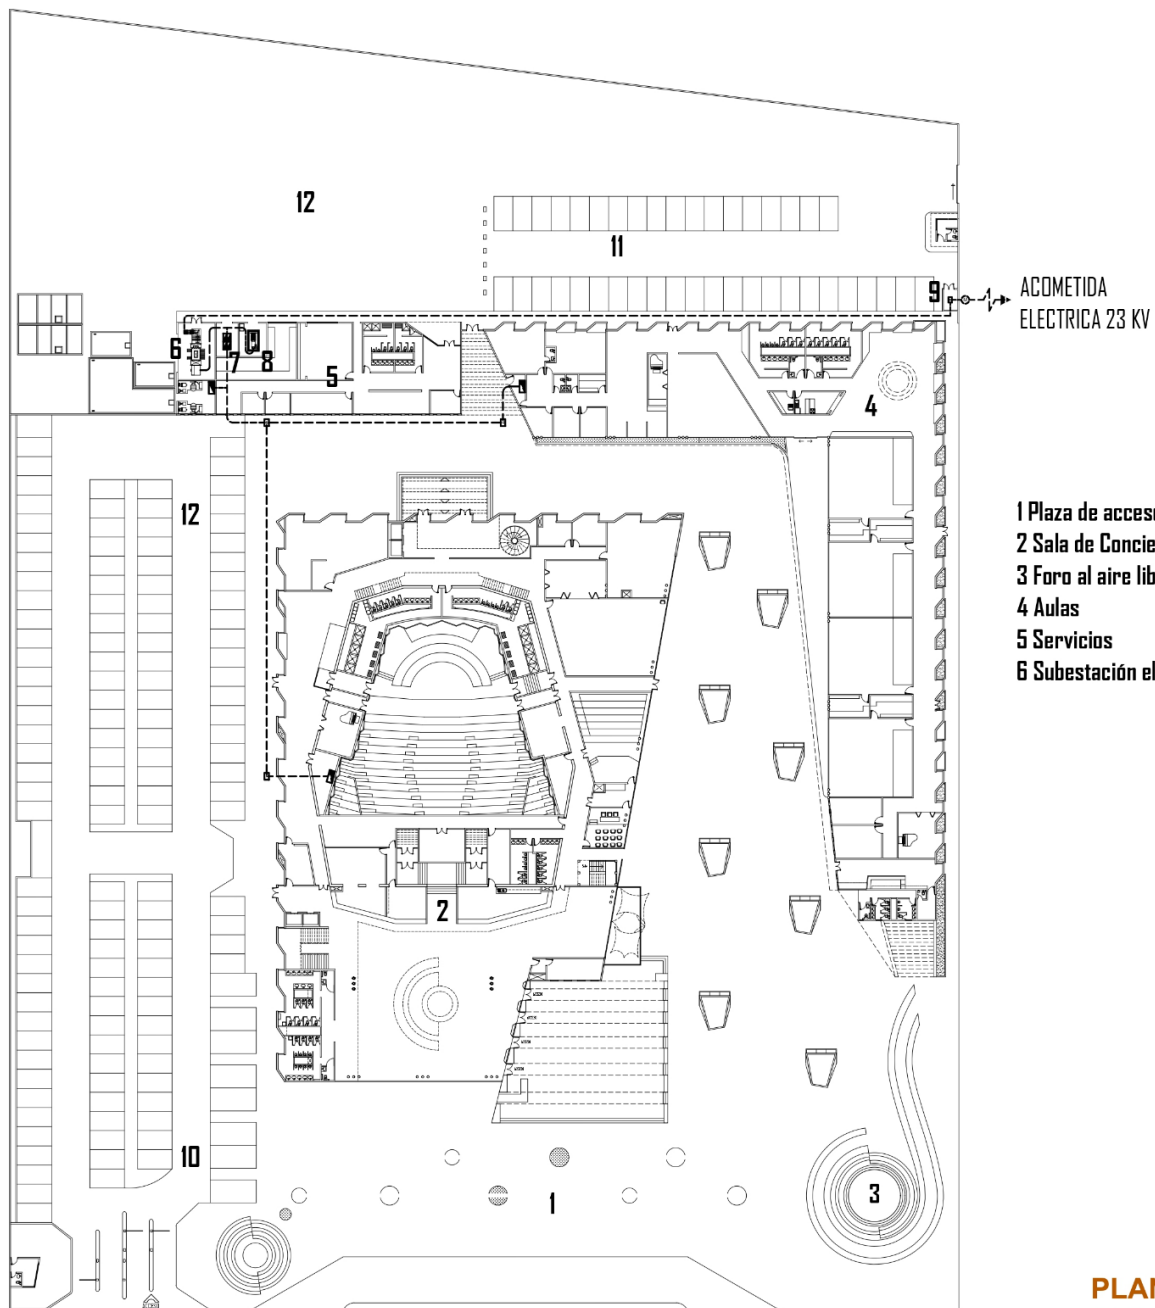 12
11
9
ACOMETIDA
ELECTRICA 23 KV
6
7
8
5
4
12
1 Plaza de acces
2 Sala de Concie
3 Foro al aire lib
4 Aulas
5 Servicios
6 Subestación el
2
10
1
3
PLAN